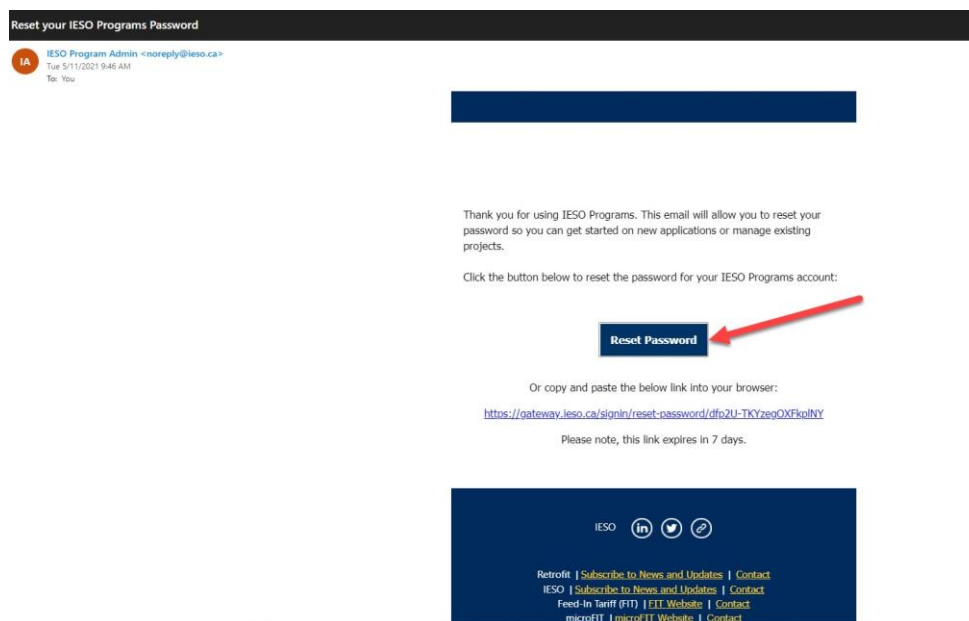 Reset your IESO Programs Password
IA
IESO Program Admin <noreply@ieso.ca>
Tue 5/11/2021 9:46 AM
To: You
Thank you for using IESO Programs. This email will allow you to reset your
password so you can get started on new applications or manage existing
projects.
Click the button below to reset the password for your IESO Programs account:
Reset Password
Or copy and paste the below link into your browser:
https://gateway.ieso.ca/signin/reset-password/dfp2U-TKYzegOXFkplNY
Please note, this link expires in 7 days.
IESO in
Retrofit | Subscribe to News and Updates | Contact
IESO | Subscribe to News and Updates | Contact
Feed-In Tariff (FIT) | FIT Website | Contact
microFIT | microFIT Website | Contact